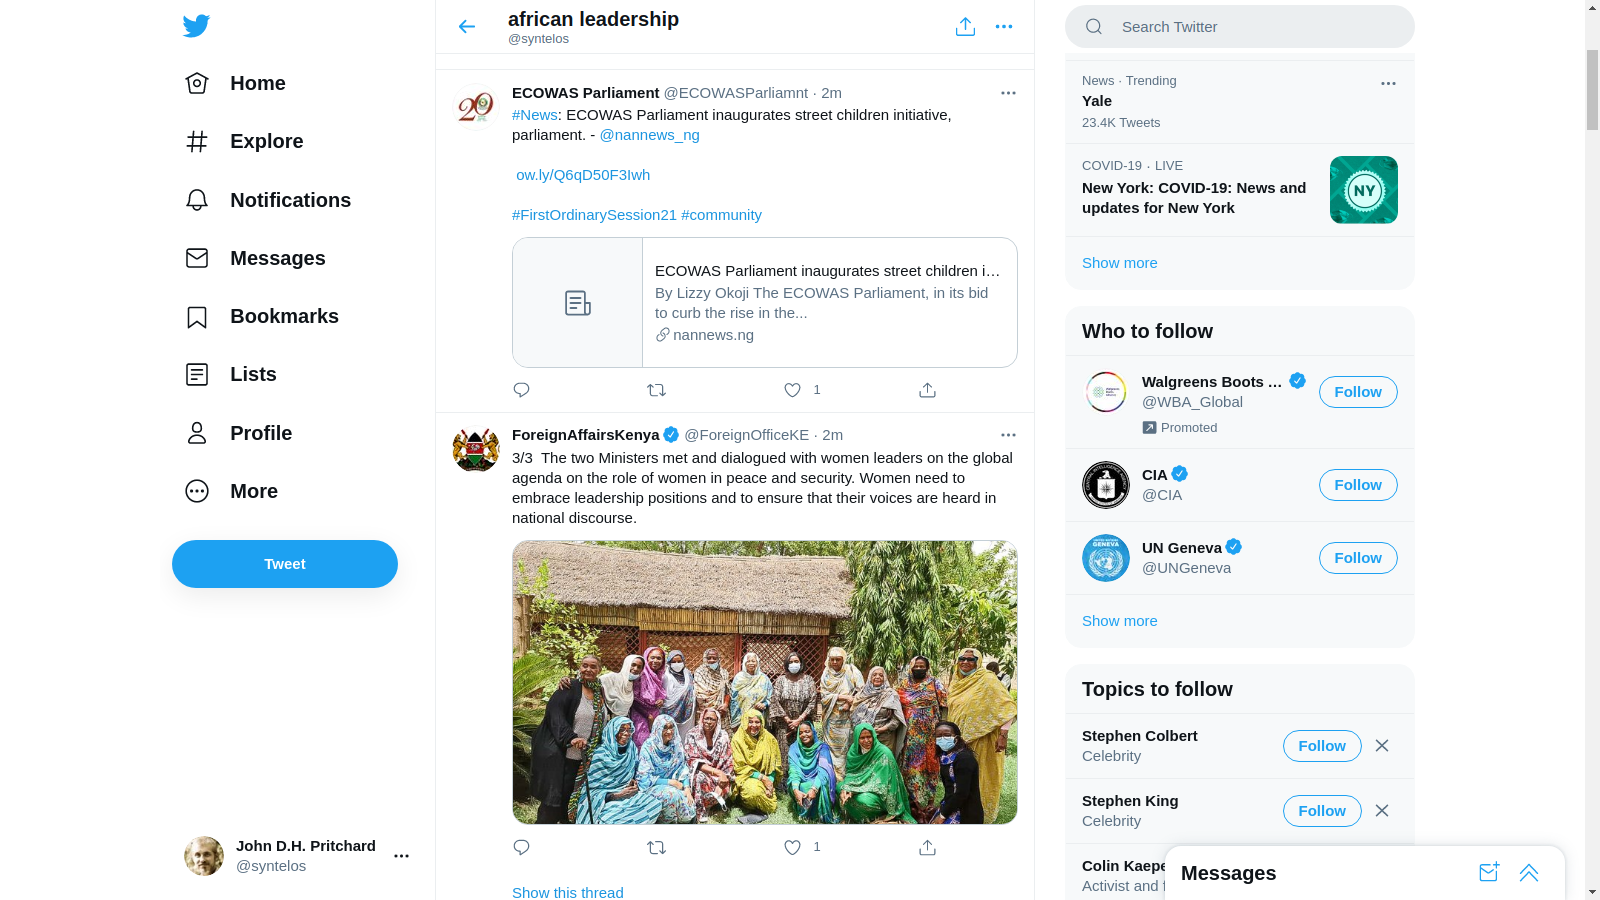 Home
Explore
Notifications
Messages
Bookmarks
Lists
Profile
More
Tweet
John D.H. Pritchard
@syntelos
african leadership
@syntelos
ECOWAS Parliament @ECOWASParliamnt · 2m
#News: ECOWAS Parliament inaugurates street children initiative,
parliament. - @nannews_ng
ow.ly/Q6qD50F3Iwh
#FirstOrdinarySession21 #community
ECOWAS Parliament inaugurates street children i…
By Lizzy Okoji The ECOWAS Parliament, in its bid
to curb the rise in the...
nannews.ng
1
ForeignAffairsKenya @ForeignOfficeKE · 2m
3/3 The two Ministers met and dialogued with women leaders on the global
agenda on the role of women in peace and security. Women need to
embrace leadership positions and to ensure that their voices are heard in
national discourse.
1
Show this thread
Search Twitter
News · Trending
Yale
23.4K Tweets
COVID-19 · LIVE
New York: COVID-19: News and
updates for New York
NY
Show more
Who to follow
Walgreens Boots …
@WBA_Global
Promoted
Follow
CIA
@CIA
Follow
UN Geneva
@UNGeneva
Follow
Show more
Topics to follow
Stephen Colbert
Celebrity
Follow
Stephen King
Celebrity
Follow
Colin Kaepe
Activist and f
Messages